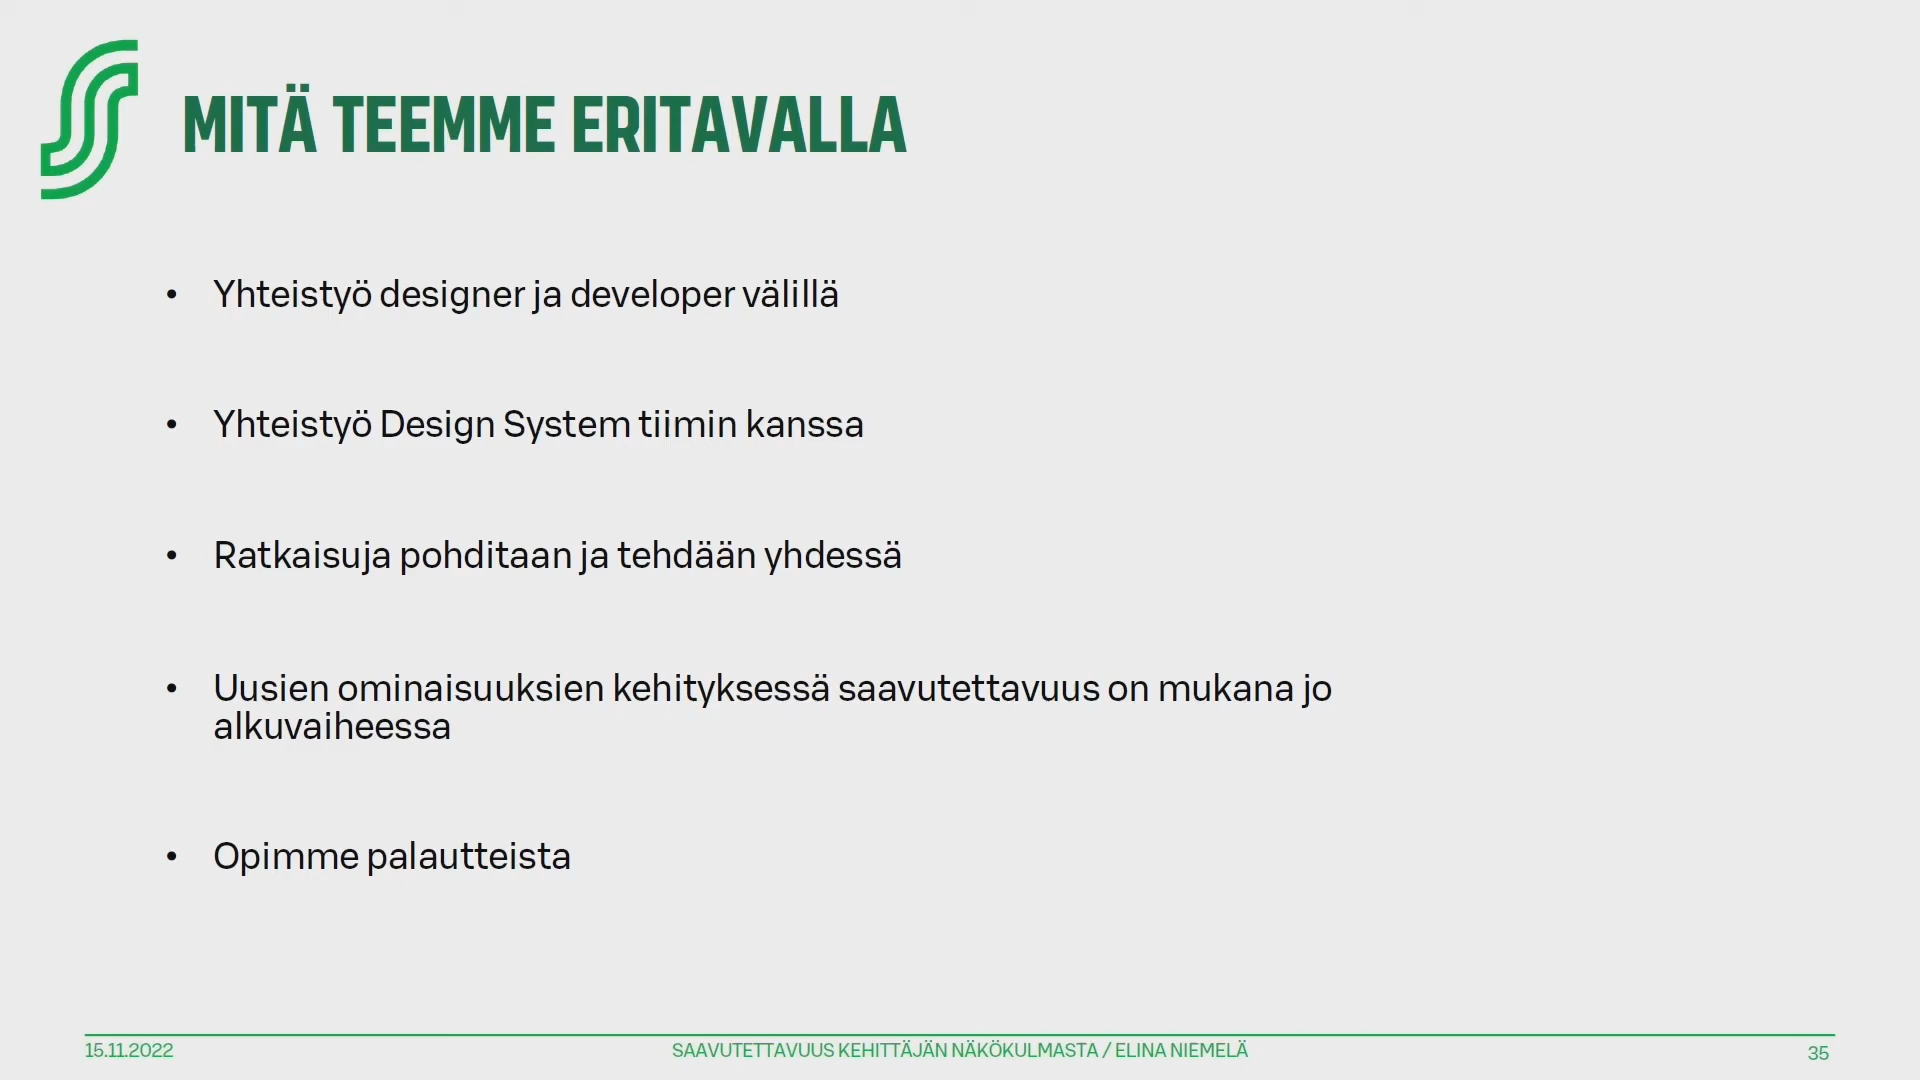 MITÄ TEEMME ERITAVALLA
• Yhteistyö designer ja developer välillä
• Yhteistyö Design System tiimin kanssa
• Ratkaisuja pohditaan ja tehdään yhdessä
• Uusien ominaisuuksien kehityksessä saavutettavuus on mukana jo
alkuvaiheessa
• Opimme palautteista
15.11.2022
SAAVUTETTAVUUS KEHITTÄJÄN NÄKÖKULMASTA / ELINA NIEMELÄ
35